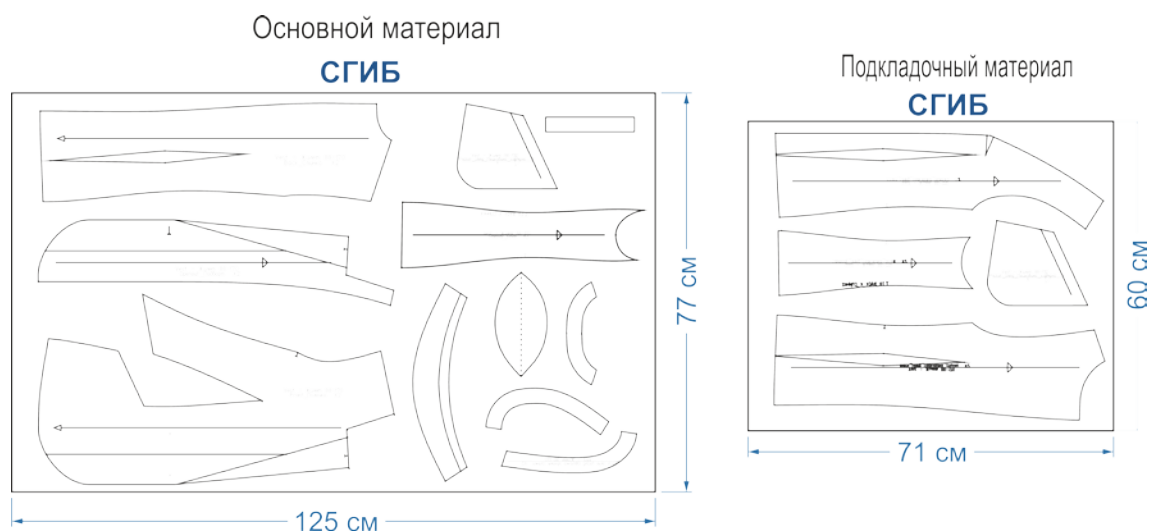 Основной материал
СГИБ
77 см
125 см
Подкладочный материал
СГИБ
60 см
71 см